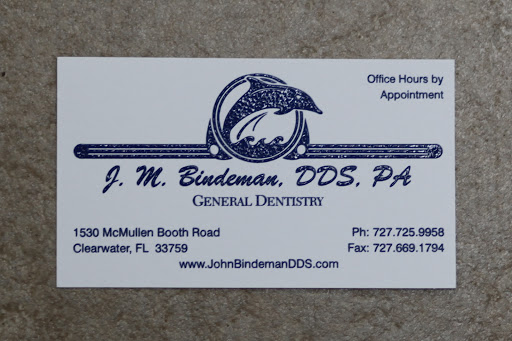 Office Hours by
Appointment
J. M. Bindeman, DDS, PA
GENERAL DENTISTRY
1530 McMullen Booth Road
Clearwater, FL 33759
Ph: 727.725.9958
Fax: 727.669.1794
www.JohnBindemanDDS.com